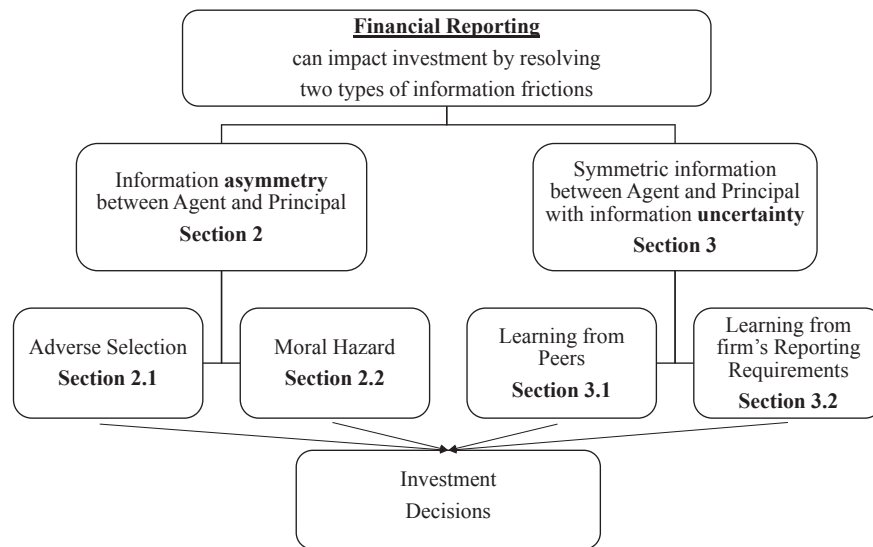 Financial Reporting
can impact investment by resolving
two types of information frictions
Information asymmetry
between Agent and Principal
Section 2
Symmetric information
between Agent and Principal
with information uncertainty
Section 3
Adverse Selection
Section 2.1
Moral Hazard
Section 2.2
Learning from
Peers
Section 3.1
Learning from
firm's Reporting
Requirements
Section 3.2
Investment
Decisions